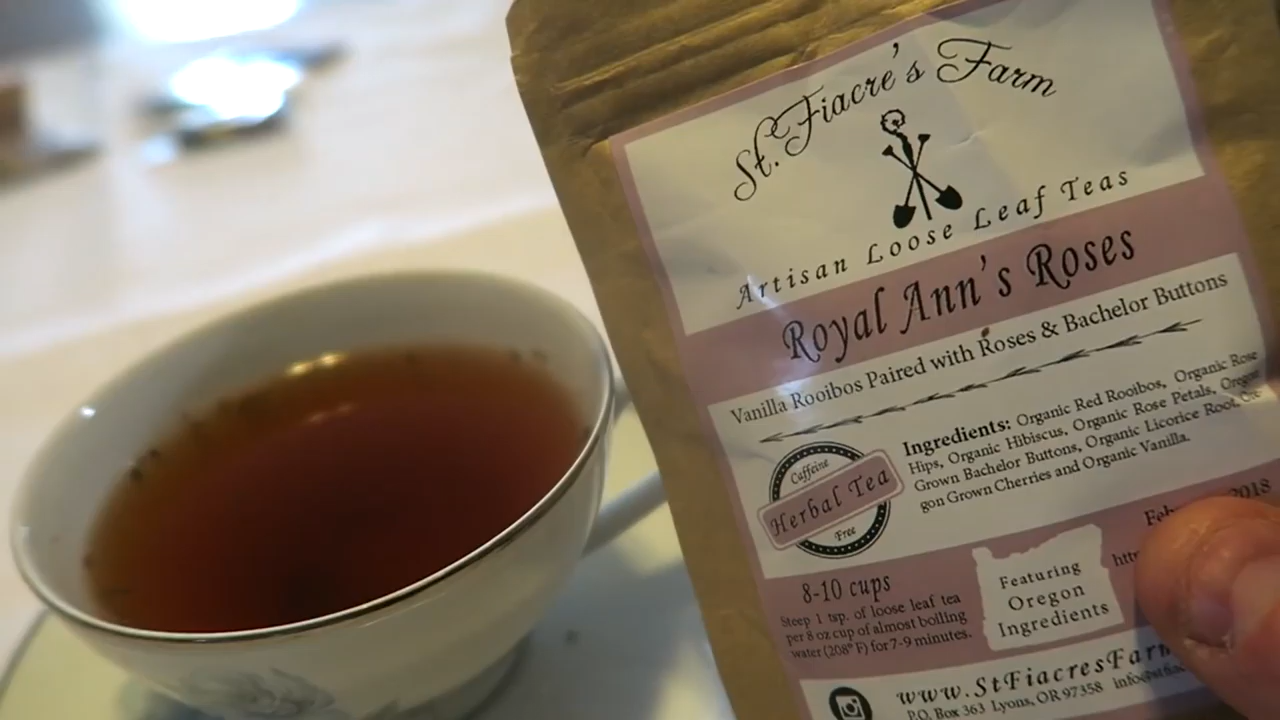 St. Fiacre's Farm
Artisan Loose Leaf Teas
Royal Ann's Roses
Vanilla Rooibos Paired with Roses & Bachelor Buttons
Ingredients: Organic Red Rooibos, Organic Rose
Hips, Organic Hibiscus, Organic Rose Petals, Oregon
Grown Bachelor Buttons, Organic Licorice Root, Ore-
gon Grown Cherries and Organic Vanilla.
Caffeine
Herbal Tea
Free
2018
8-10 cups
Steep 1 tsp. of loose leaf tea
per 8 oz cup of almost boiling
water (208° F) for 7-9 minutes.
Featuring
Oregon
Ingredients
www.StFiacresFarm
P.O. Box 363 Lyons, OR 97358